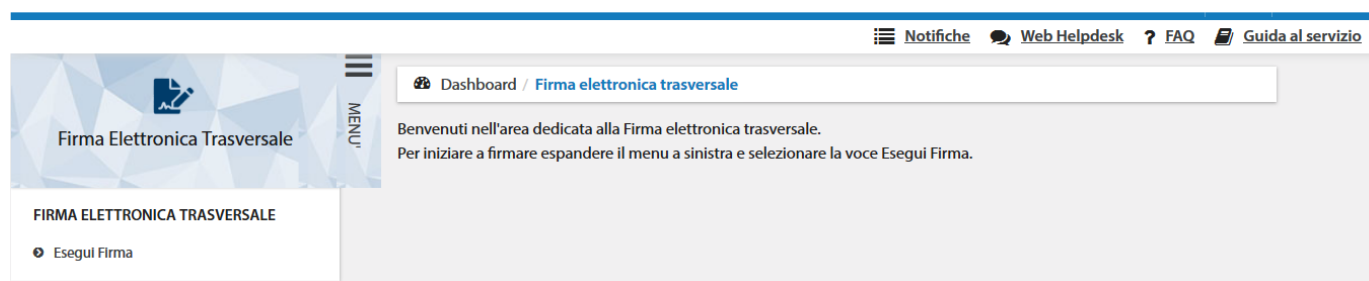 Notifiche Web Helpdesk ? FAQ Guida al servizio
Firma Elettronica Trasversale
MENU'
Dashboard / Firma elettronica trasversale
Benvenuti nell'area dedicata alla Firma elettronica trasversale.
Per iniziare a firmare espandere il menu a sinistra e selezionare la voce Esegui Firma.
FIRMA ELETTRONICA TRASVERSALE
Esegui Firma